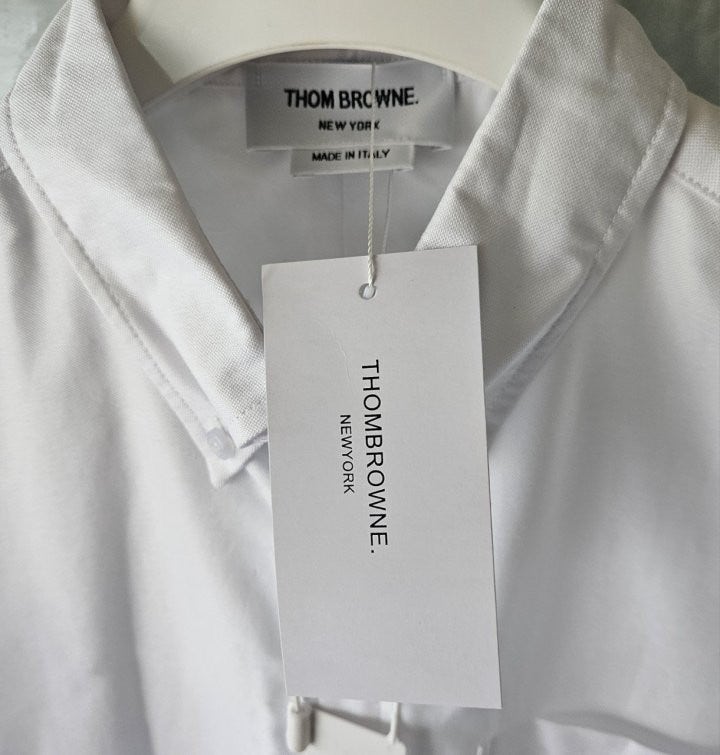 THOM BROWNE.
NEW YORK
MADE IN ITALY
THOMBROWNE.
NEWYORK